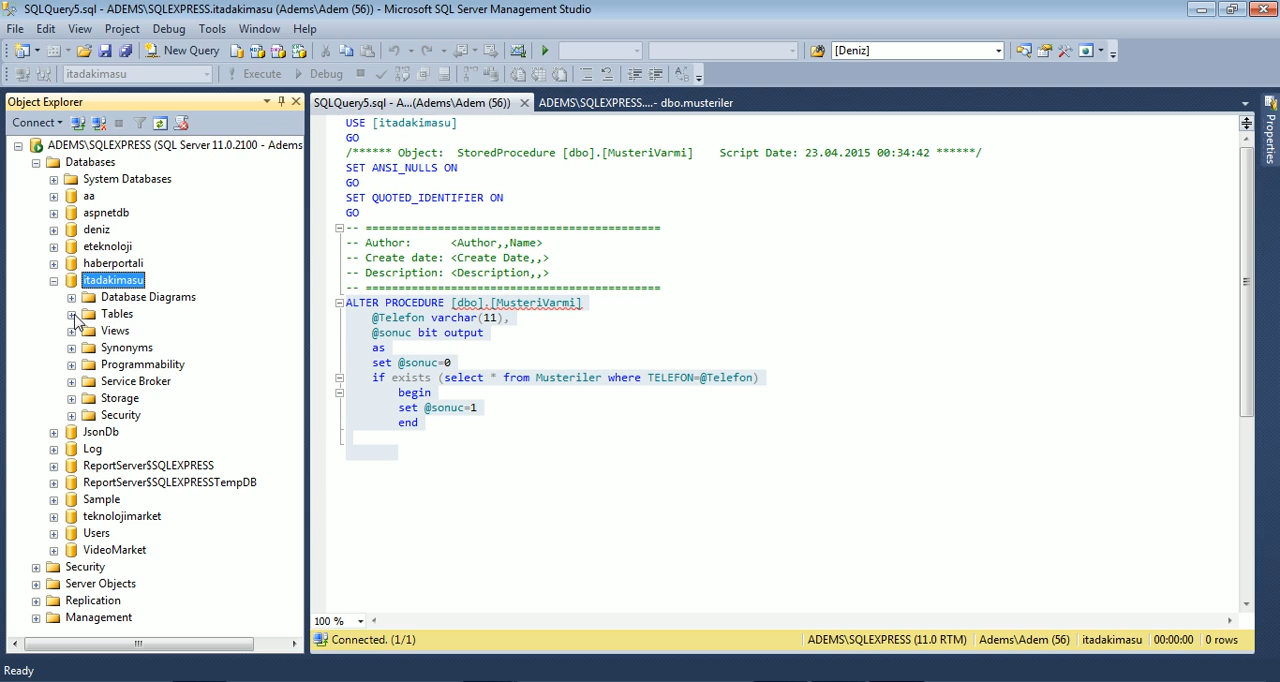 SQLQuery5.sql - ADEMS\SQLEXPRESS.itadakimasu (Adems\Adem (56)) - Microsoft SQL Server Management Studio
File Edit View Project Debug Tools Window Help
New Query [Deniz]
itadakimasu Execute Debug
Object Explorer
Connect
ADEMS\SQLEXPRESS (SQL Server 11.0.2100 - Adems
Databases
System Databases
aa
aspnetdb
deniz
eteknoloji
haberportali
itadakimasu
Database Diagrams
Tables
Views
Synonyms
Programmability
Service Broker
Storage
Security
JsonDb
Log
ReportServer$SQLEXPRESS
ReportServer$SQLEXPRESSTempDB
Sample
teknolojimarket
Users
VideoMarket
Security
Server Objects
Replication
Management
SQLQuery5.sql - A...(Adems\Adem (56)) ADEMS\SQLEXPRESS....- dbo.musteriler
USE [itadakimasu]
GO
/****** Object:  StoredProcedure [dbo].[MusteriVarmi]    Script Date: 23.04.2015 00:34:42 ******/
SET ANSI_NULLS ON
GO
SET QUOTED_IDENTIFIER ON
GO
-- =============================================
-- Author:      <Author,,Name>
-- Create date: <Create Date,,>
-- Description: <Description,,>
-- =============================================
ALTER PROCEDURE [dbo].[MusteriVarmi]
@Telefon varchar(11),
@sonuc bit output
as
set @sonuc=0
if exists (select * from Musteriler where TELEFON=@Telefon)
begin
set @sonuc=1
end
100 %
Connected. (1/1) ADEMS\SQLEXPRESS (11.0 RTM) Adems\Adem (56) itadakimasu 00:00:00 0 rows
Properties
Ready